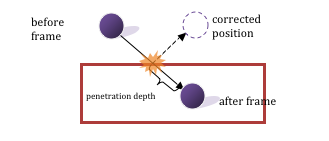 before
frame
corrected
position
penetration depth
after frame